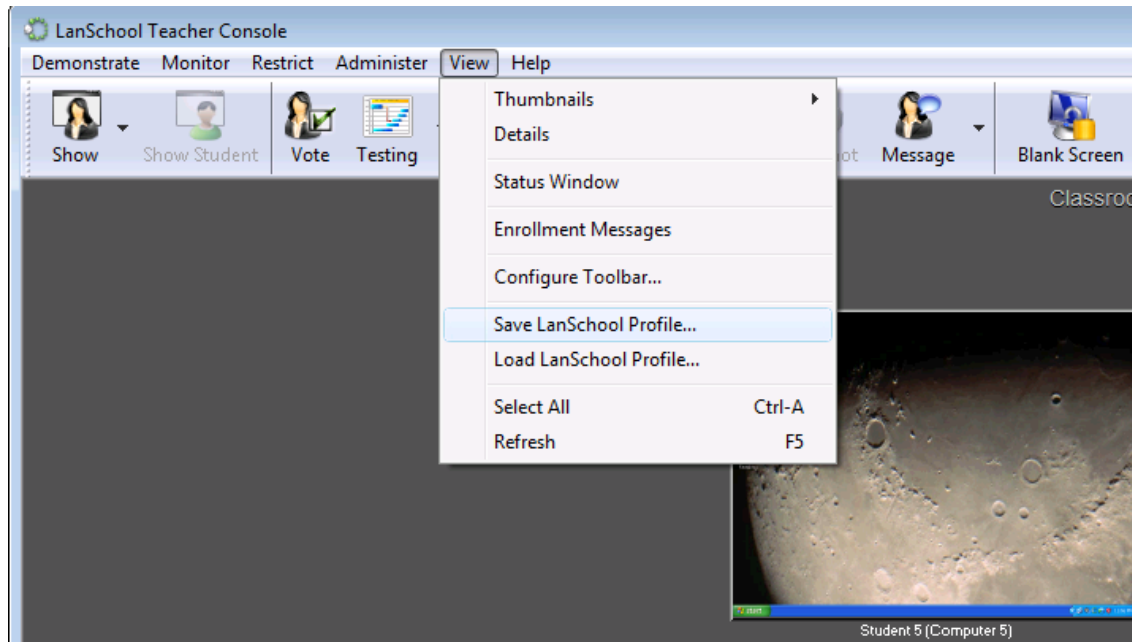 LanSchool Teacher Console
Demonstrate Monitor Restrict Administer View Help
Show Show Student Vote Testing ot Message Blank Screen
Thumbnails
Details
Status Window
Enrollment Messages
Configure Toolbar...
Save LanSchool Profile...
Load LanSchool Profile...
Select All Ctrl-A
Refresh F5
Classroo
start
Student 5 (Computer 5)